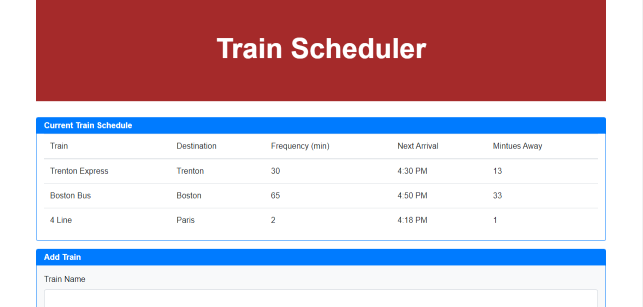 Train Scheduler
Current Train Schedule
Train Destination Frequency (min) Next Arrival Mintues Away
Trenton Express Trenton 30 4:30 PM 13
Boston Bus Boston 65 4:50 PM 33
4 Line Paris 2 4:18 PM 1
Add Train
Train Name